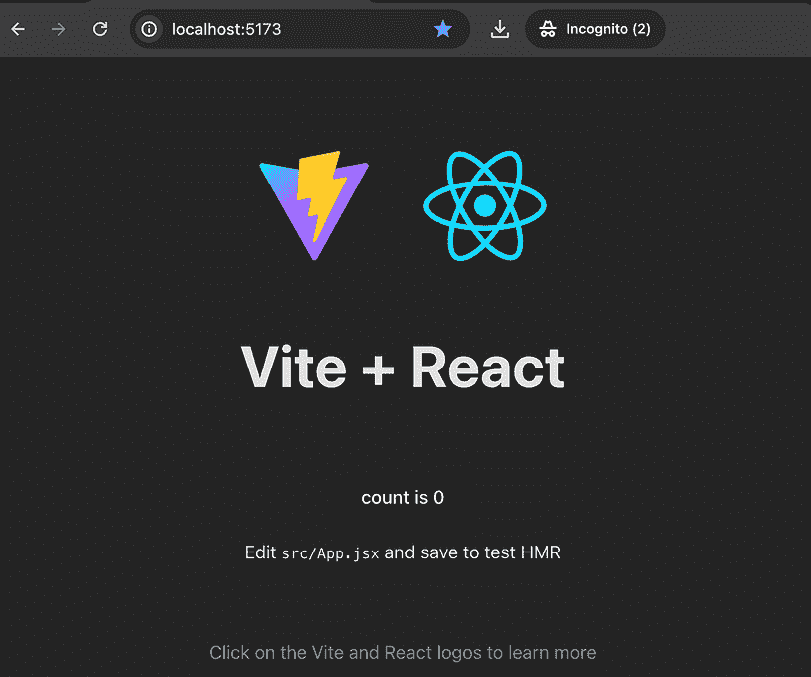 localhost:5173
Incognito (2)
Vite + React
count is 0
Edit src/App.jsx and save to test HMR
Click on the Vite and React logos to learn more